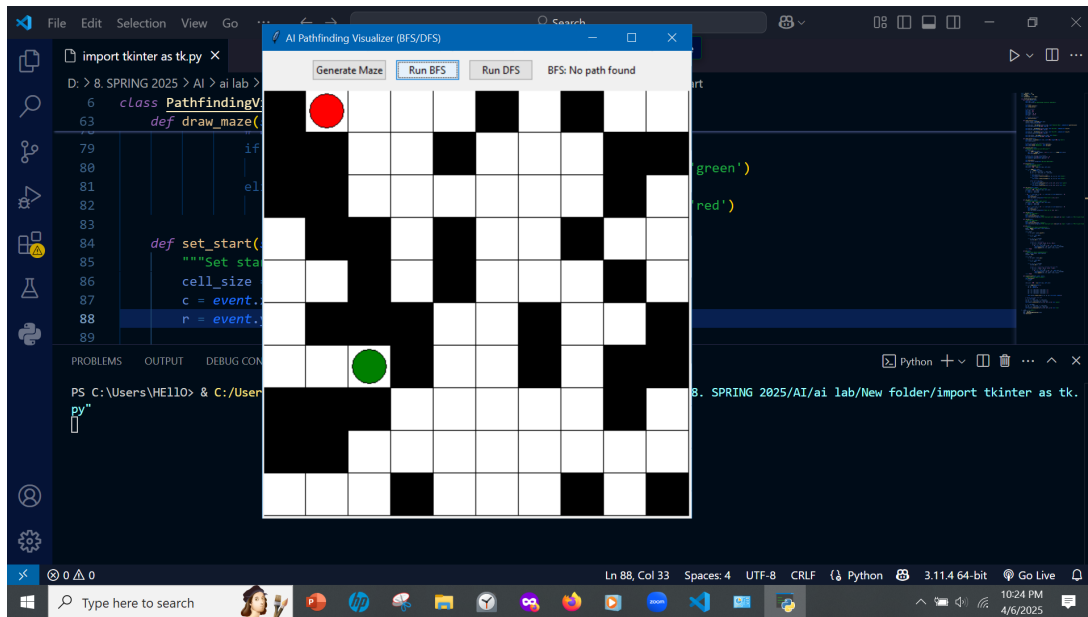 File Edit Selection View Go ... Search
AI Pathfinding Visualizer (BFS/DFS)
import tkinter as tk.py
Generate Maze Run BFS Run DFS BFS: No path found
D: > 8. SPRING 2025 > AI > ai lab >
6 class PathfindingVi
63 def draw_maze(
79 if
80 'green')
81 el
82 'red')
83
84 def set_start(
85 """Set sta
86 cell_size
87 c = event.
88 r = event.
89
PROBLEMS OUTPUT DEBUG CON Python
PS C:\Users\HEllO> & C:/User 8. SPRING 2025/AI/ai lab/New folder/import tkinter as tk.
py"
0 0 Ln 88, Col 33 Spaces: 4 UTF-8 CRLF Python 3.11.4 64-bit Go Live
Type here to search zoom 10:24 PM
4/6/2025